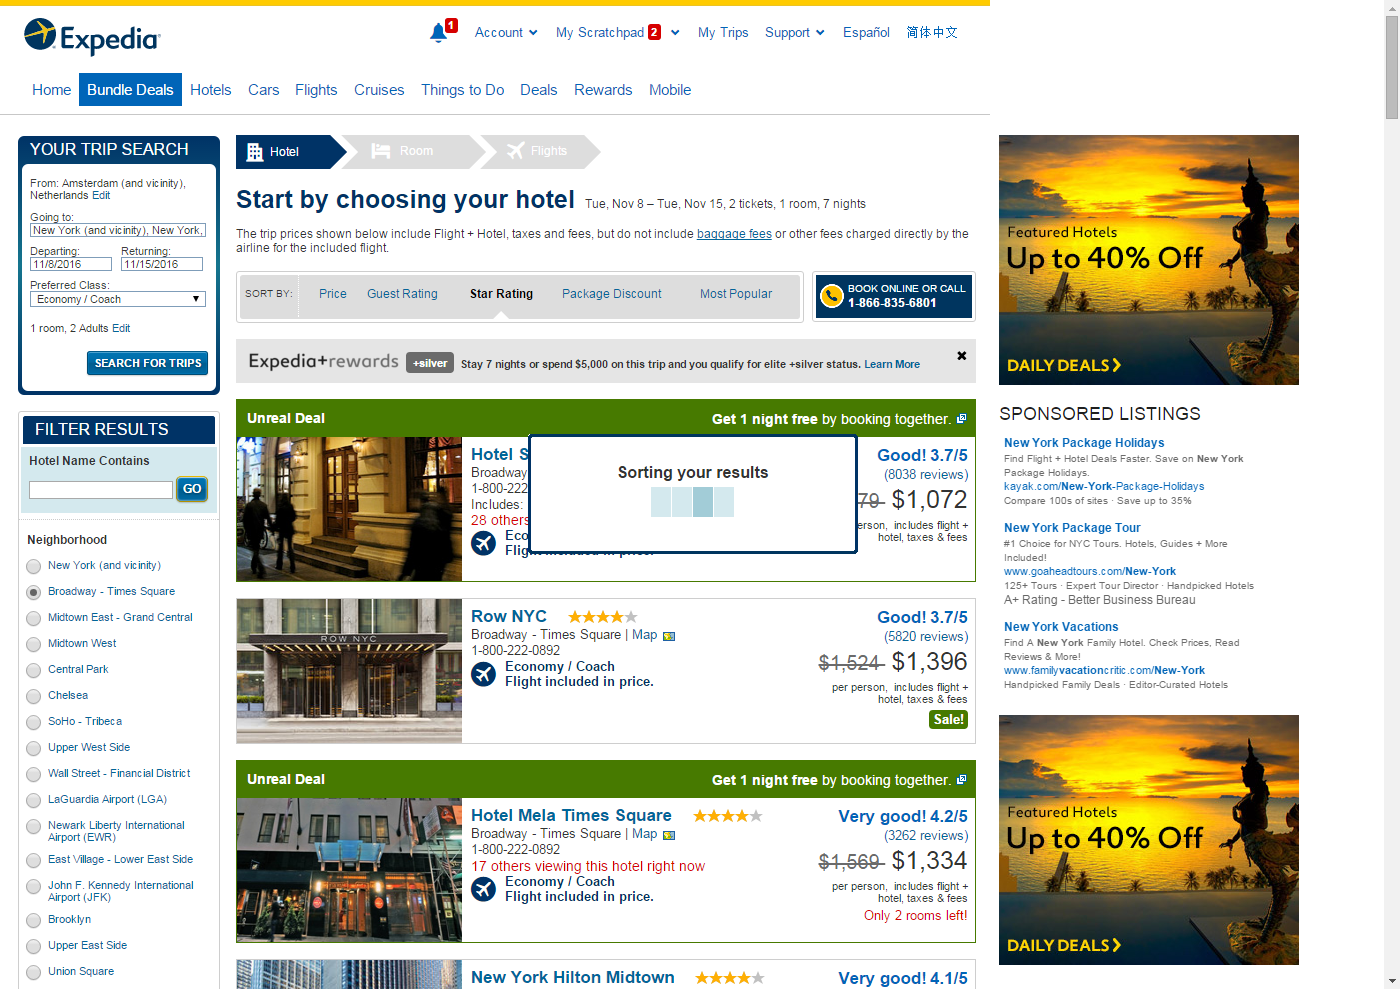 Expedia
1
Account
My Scratchpad 2
My Trips
Support
Español
简体中文
Home
Bundle Deals
Hotels
Cars
Flights
Cruises
Things to Do
Deals
Rewards
Mobile
YOUR TRIP SEARCH
From: Amsterdam (and vicinity),
Netherlands Edit
Going to:
New York (and vicinity), New York,
Departing:
Returning:
11/8/2016
11/15/2016
Preferred Class:
Economy / Coach
1 room, 2 Adults Edit
SEARCH FOR TRIPS
FILTER RESULTS
Hotel Name Contains
GO
Neighborhood
New York (and vicinity)
Broadway - Times Square
Midtown East - Grand Central
Midtown West
Central Park
Chelsea
SoHo - Tribeca
Upper West Side
Wall Street - Financial District
LaGuardia Airport (LGA)
Newark Liberty International
Airport (EWR)
East Village - Lower East Side
John F. Kennedy International
Airport (JFK)
Brooklyn
Upper East Side
Union Square
Hotel
Room
Flights
Start by choosing your hotel Tue, Nov 8 – Tue, Nov 15, 2 tickets, 1 room, 7 nights
The trip prices shown below include Flight + Hotel, taxes and fees, but do not include baggage fees or other fees charged directly by the
airline for the included flight.
SORT BY:
Price
Guest Rating
Star Rating
Package Discount
Most Popular
BOOK ONLINE OR CALL
1-866-835-6801
Expedia+rewards +silver Stay 7 nights or spend $5,000 on this trip and you qualify for elite +silver status. Learn More
Unreal Deal
Get 1 night free by booking together.
Hotel S
Broadway
1-800-222
Includes:
28 others
Eco
Flight included in price.
Sorting your results
Good! 3.7/5
(8038 reviews)
79 $1,072
erson, includes flight +
hotel, taxes & fees
ROW NYC
Row NYC
Broadway - Times Square | Map
1-800-222-0892
Economy / Coach
Flight included in price.
Good! 3.7/5
(5820 reviews)
$1,524 $1,396
per person, includes flight +
hotel, taxes & fees
Sale!
Unreal Deal
Get 1 night free by booking together.
Hotel Mela Times Square
Broadway - Times Square | Map
1-800-222-0892
17 others viewing this hotel right now
Economy / Coach
Flight included in price.
Very good! 4.2/5
(3262 reviews)
$1,569 $1,334
per person, includes flight +
hotel, taxes & fees
Only 2 rooms left!
New York Hilton Midtown
Very good! 4.1/5
Featured Hotels
Up to 40% Off
DAILY DEALS
SPONSORED LISTINGS
New York Package Holidays
Find Flight + Hotel Deals Faster. Save on New York
Package Holidays.
kayak.com/New-York-Package-Holidays
Compare 100s of sites · Save up to 35%
New York Package Tour
#1 Choice for NYC Tours. Hotels, Guides + More
Included!
www.goaheadtours.com/New-York
125+ Tours · Expert Tour Director · Handpicked Hotels
A+ Rating - Better Business Bureau
New York Vacations
Find A New York Family Hotel. Check Prices, Read
Reviews & More!
www.familyvacationcritic.com/New-York
Handpicked Family Deals · Editor-Curated Hotels
Featured Hotels
Up to 40% Off
DAILY DEALS